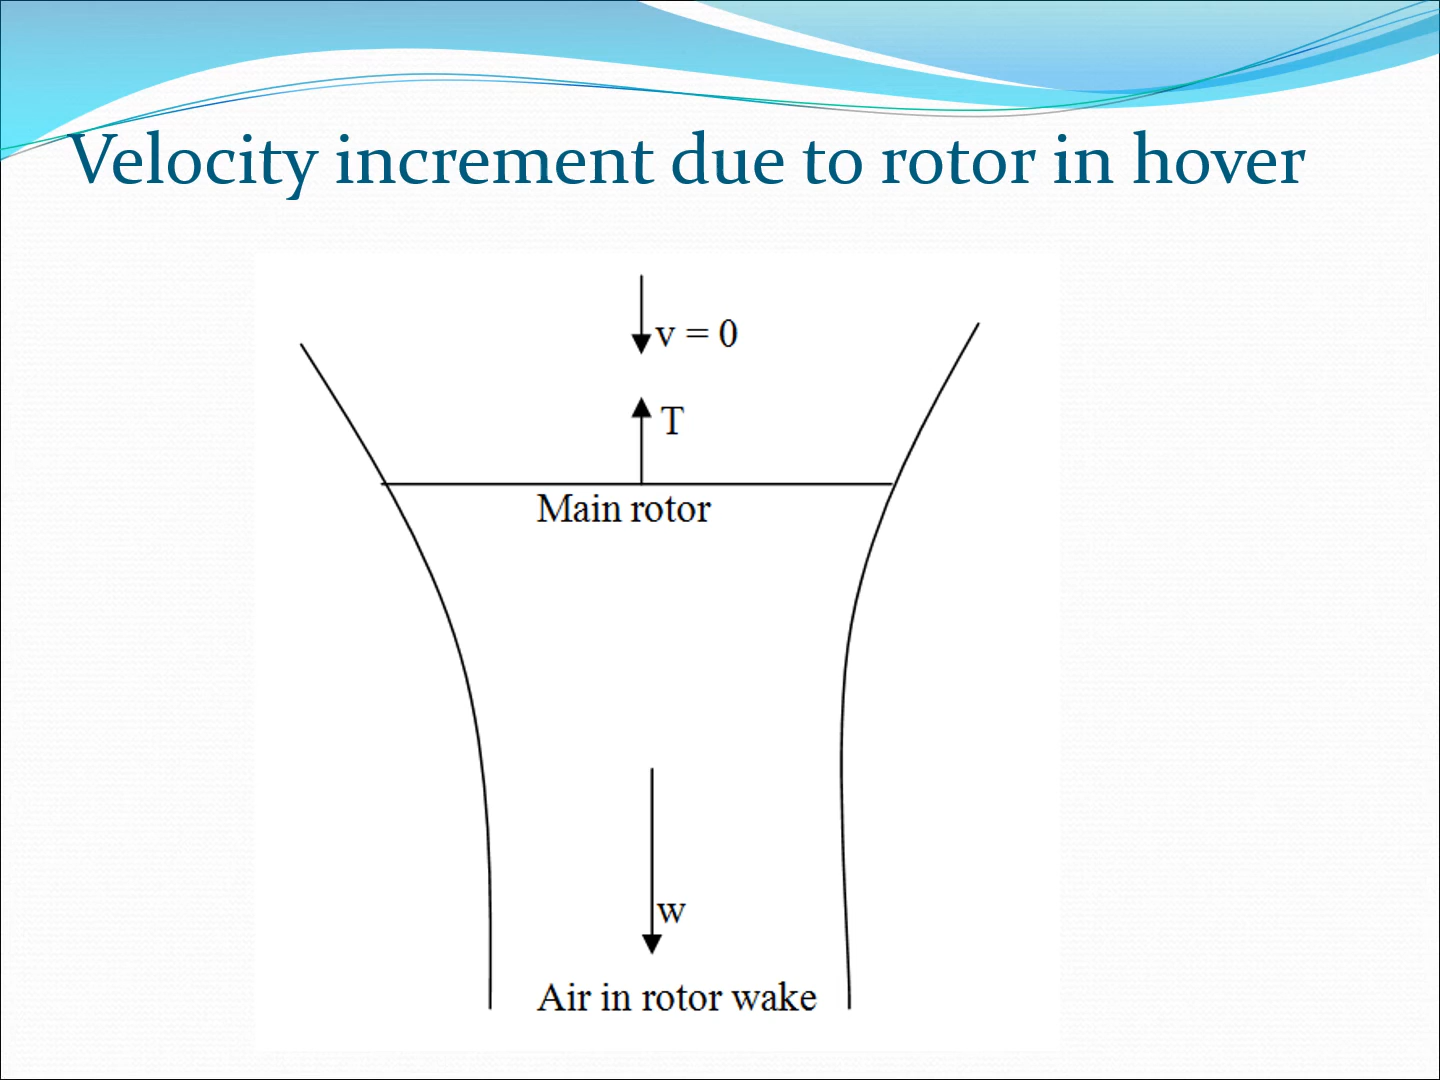 Velocity increment due to rotor in hover
v = 0
T
Main rotor
w
Air in rotor wake